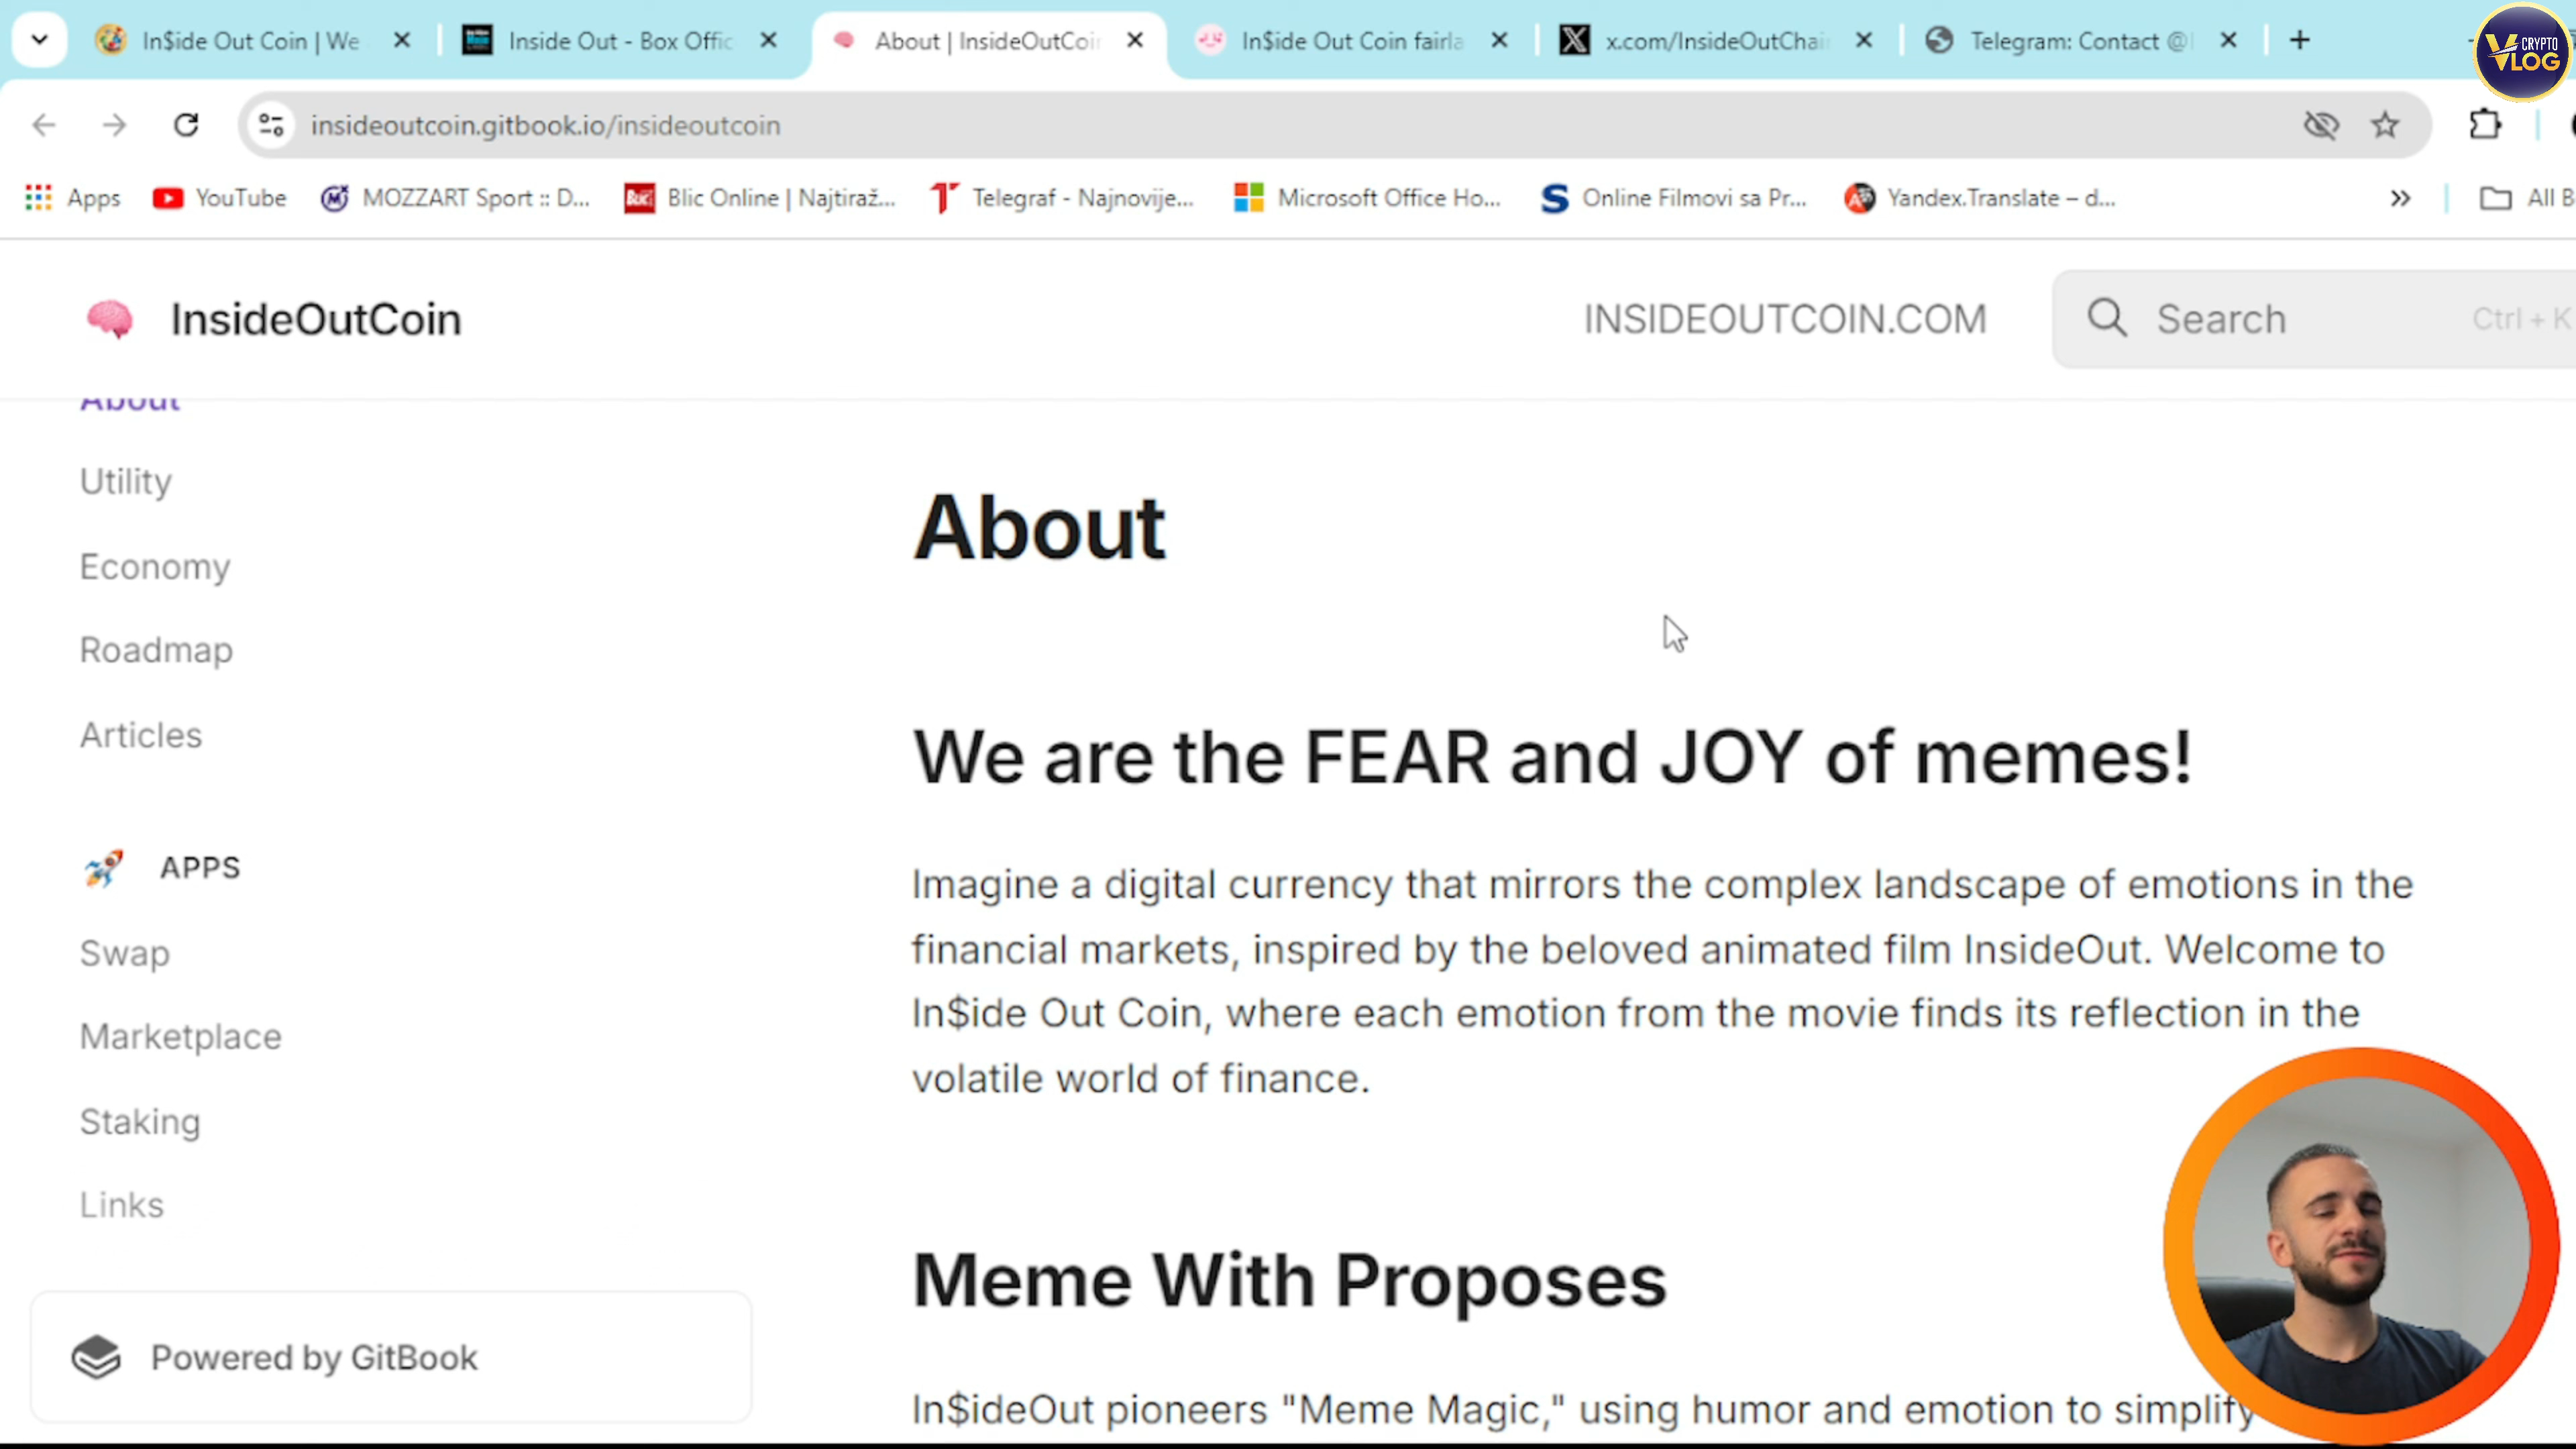 In$ide Out Coin | We
Inside Out - Box Offic
About | InsideOutCoin
In$ide Out Coin fairla
x.com/InsideOutChai
Telegram: Contact @
CRYPTO
VLOG
insideoutcoin.gitbook.io/insideoutcoin
Apps
YouTube
MOZZART Sport :: D...
Blic Online | Najtiraž...
Telegraf - Najnovije...
Microsoft Office Ho...
Online Filmovi sa Pr...
Yandex.Translate – d...
All B
InsideOutCoin
INSIDEOUTCOIN.COM
Search
Ctrl + K
About
Utility
Economy
Roadmap
Articles
APPS
Swap
Marketplace
Staking
Links
Powered by GitBook
About
We are the FEAR and JOY of memes!
Imagine a digital currency that mirrors the complex landscape of emotions in the
financial markets, inspired by the beloved animated film InsideOut. Welcome to
In$ide Out Coin, where each emotion from the movie finds its reflection in the
volatile world of finance.
Meme With Proposes
In$ideOut pioneers "Meme Magic," using humor and emotion to simplify